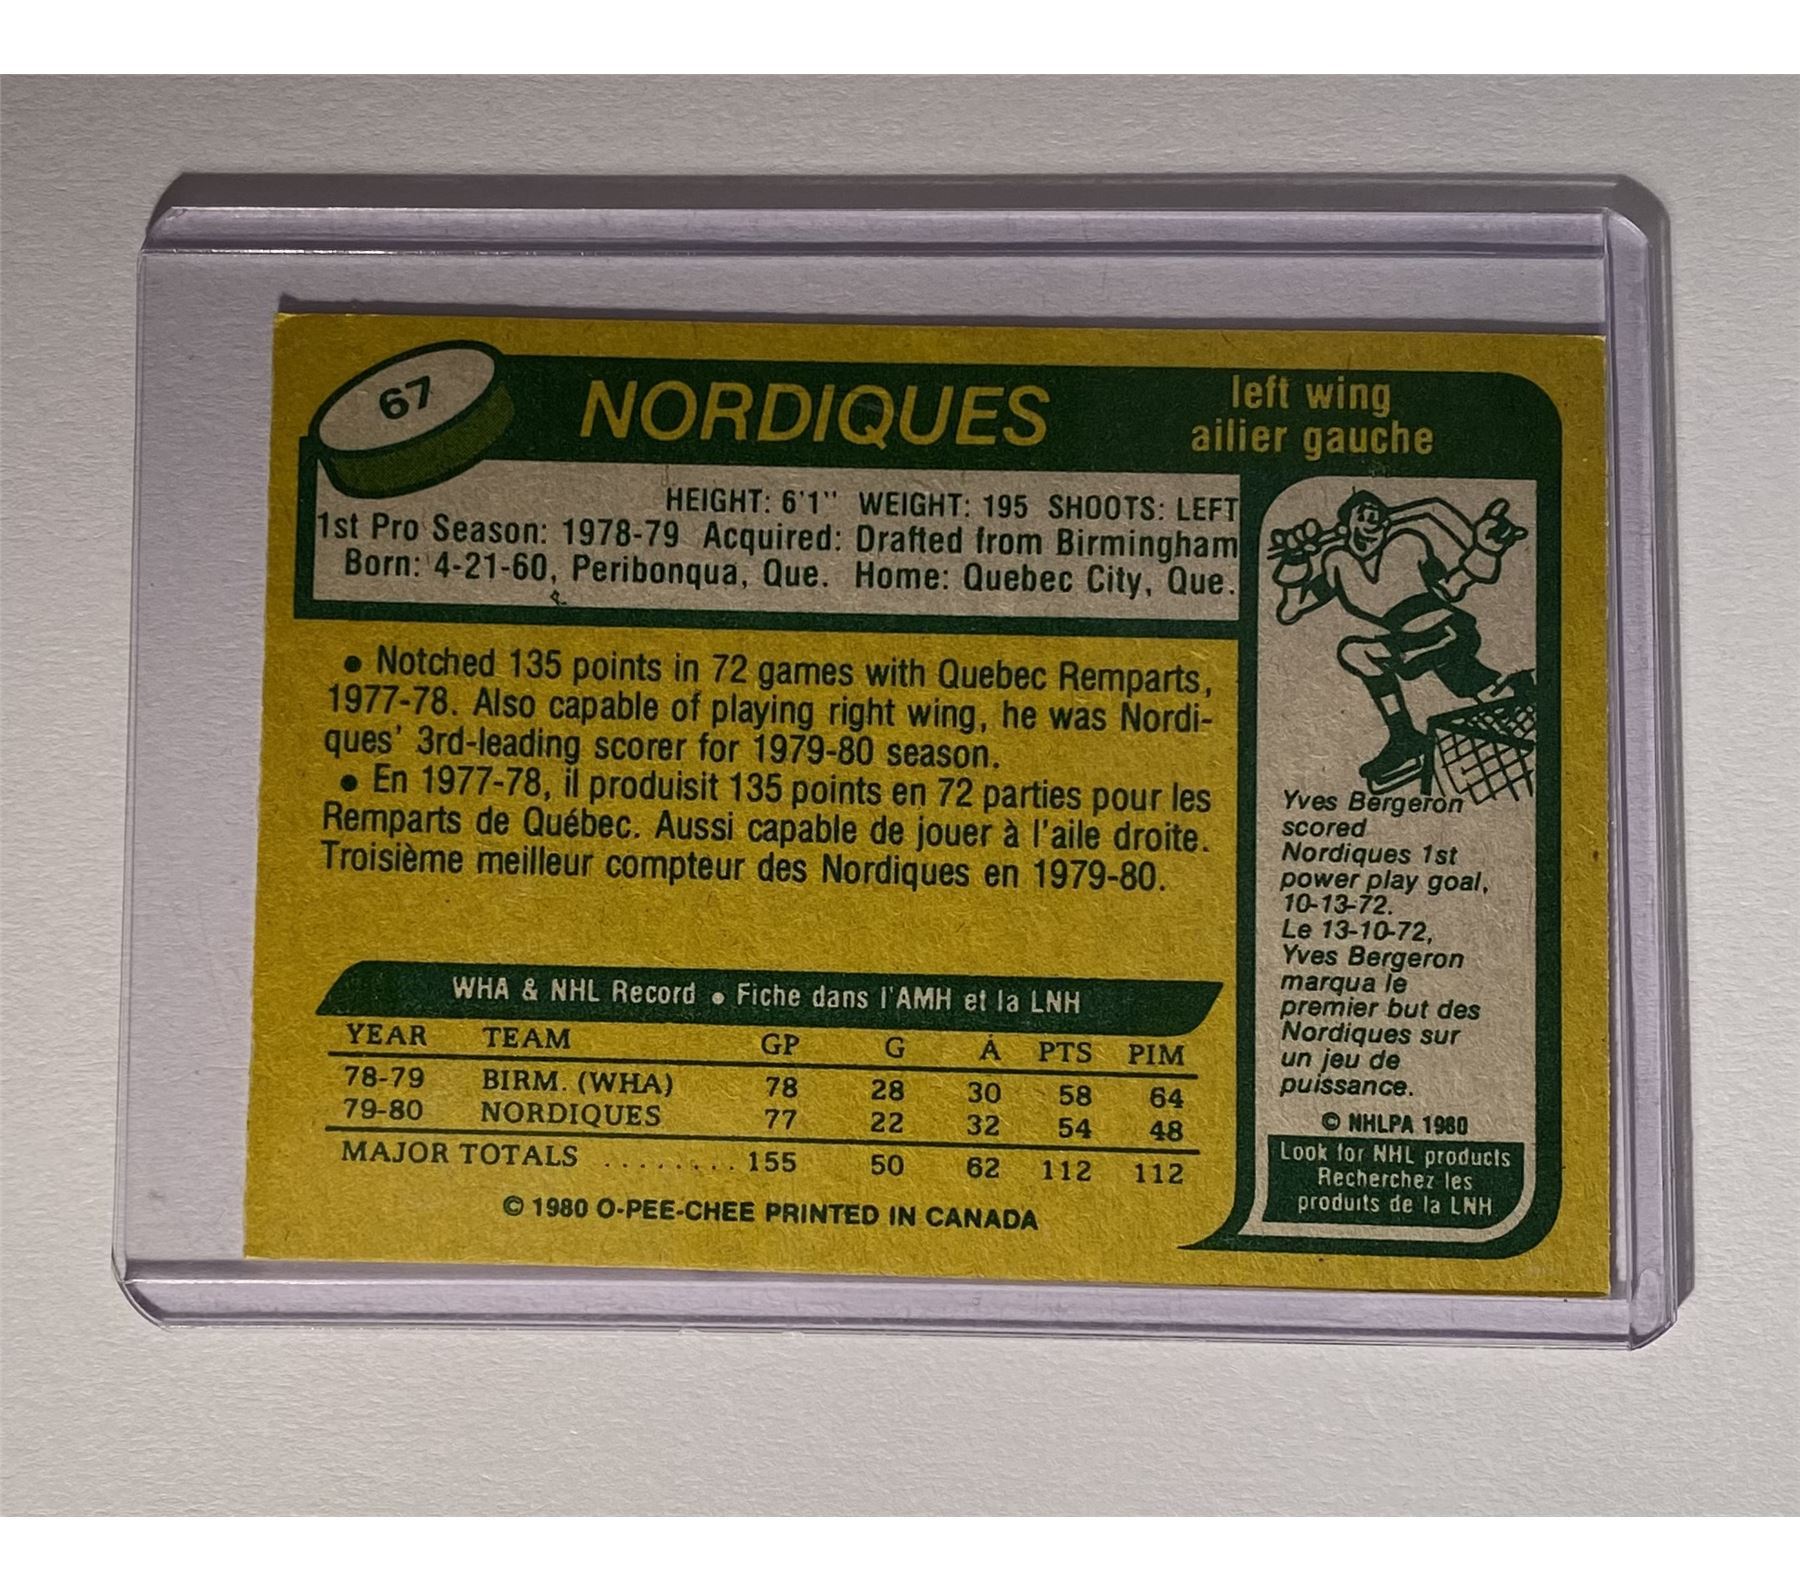 67
NORDIQUES
left wing
ailier gauche
HEIGHT: 6'1" WEIGHT: 195 SHOOTS: LEFT
1st Pro Season: 1978-79 Acquired: Drafted from Birmingham
Born: 4-21-60, Peribonqua, Que. Home: Quebec City, Que.
• Notched 135 points in 72 games with Quebec Remparts,
1977-78. Also capable of playing right wing, he was Nordi-
ques' 3rd-leading scorer for 1979-80 season.
• En 1977-78, il produisit 135 points en 72 parties pour les
Remparts de Québec. Aussi capable de jouer à l'aile droite.
Troisième meilleur compteur des Nordiques en 1979-80.
WHA & NHL Record • Fiche dans l'AMH et la LNH
YEAR TEAM GP G A PTS PIM
78-79 BIRM. (WHA) 78 28 30 58 64
79-80 NORDIQUES 77 22 32 54 48
MAJOR TOTALS ........ 155 50 62 112 112
© 1980 O-PEE-CHEE PRINTED IN CANADA
Yves Bergeron
scored
Nordiques 1st
power play goal,
10-13-72.
Le 13-10-72,
Yves Bergeron
marqua le
premier but des
Nordiques sur
un jeu de
puissance.
© NHLPA 1980
Look for NHL products
Recherchez les
produits de la LNH